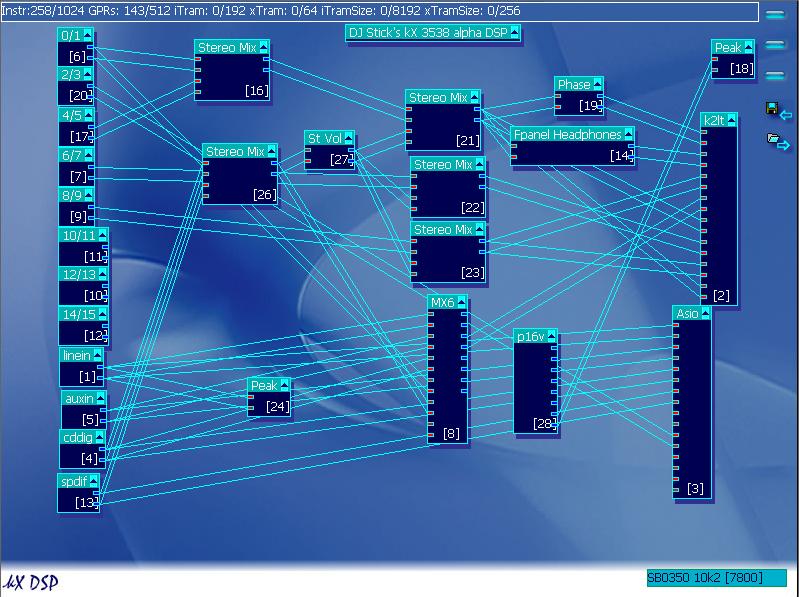 Instr:258/1024 GPRs: 143/512 iTram: 0/192 xTram: 0/64 iTramSize: 0/8192 xTramSize: 0/256
DJ Stick's kX 3538 alpha DSP
0/1
[6]
2/3
[20]
4/5
[17]
6/7
[7]
8/9
[9]
10/11
[11]
12/13
[10]
14/15
[12]
linein
[1]
auxin
[5]
cddig
[4]
spdif
[13]
Stereo Mix
[16]
Stereo Mix
[26]
Peak
[24]
St Vol
[27]
Stereo Mix
[21]
Stereo Mix
[22]
Stereo Mix
[23]
MX6
[8]
Phase
[19]
Fpanel Headphones
[14]
p16v
[28]
Peak
[18]
k2lt
[2]
Asio
[3]
µX DSP
SB0350 10k2 [7800]